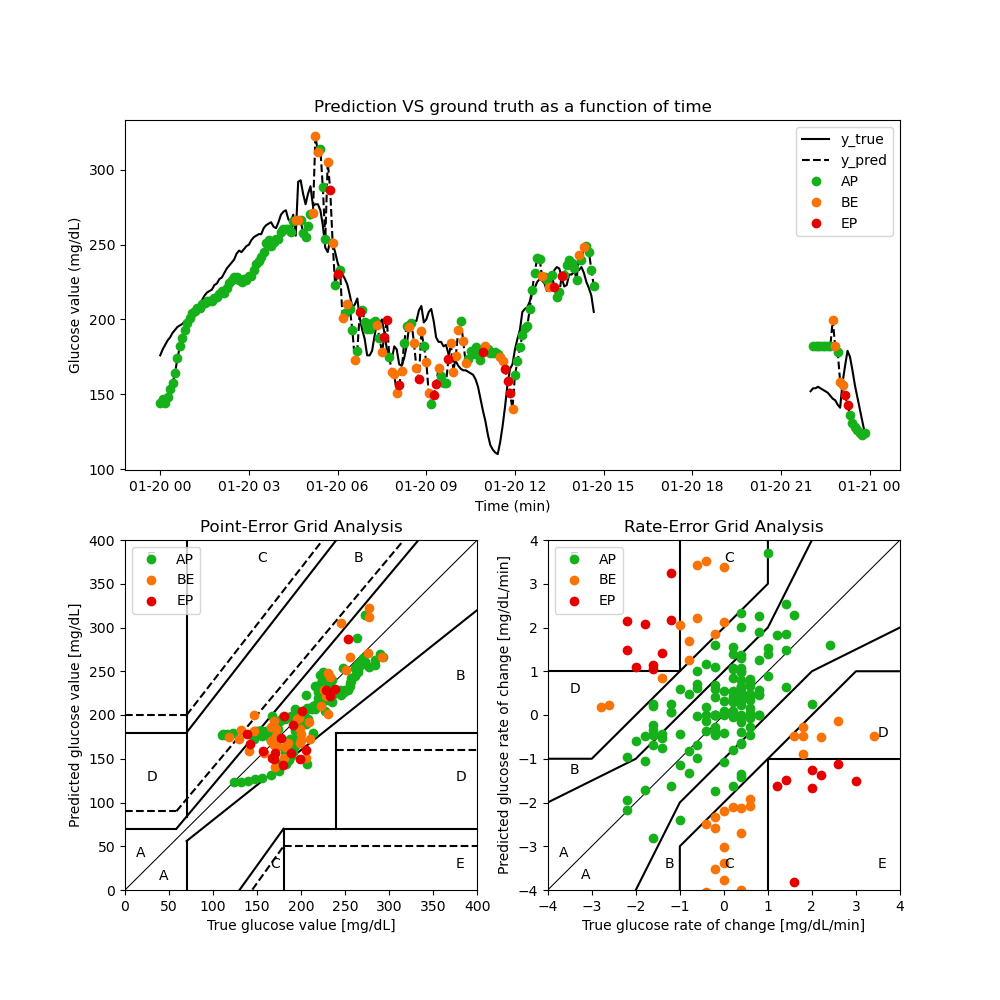 Prediction VS ground truth as a function of time
Glucose value (mg/dL)
300
250
200
150
100
y_true
y_pred
AP
BE
EP
01-20 00 01-20 03 01-20 06 01-20 09 01-20 12 01-20 15 01-20 18 01-20 21 01-21 00
Time (min)
Point-Error Grid Analysis
Predicted glucose value [mg/dL]
400
350
300
250
200
150
100
50
0
AP
BE
EP
C
B
B
D
D
A
A
C
E
0 50 100 150 200 250 300 350 400
True glucose value [mg/dL]
Rate-Error Grid Analysis
Predicted glucose rate of change [mg/dL/min]
4
3
2
1
0
−1
−2
−3
−4
AP
BE
EP
C
D
D
B
A
A
B
C
E
−4 −3 −2 −1 0 1 2 3 4
True glucose rate of change [mg/dL/min]